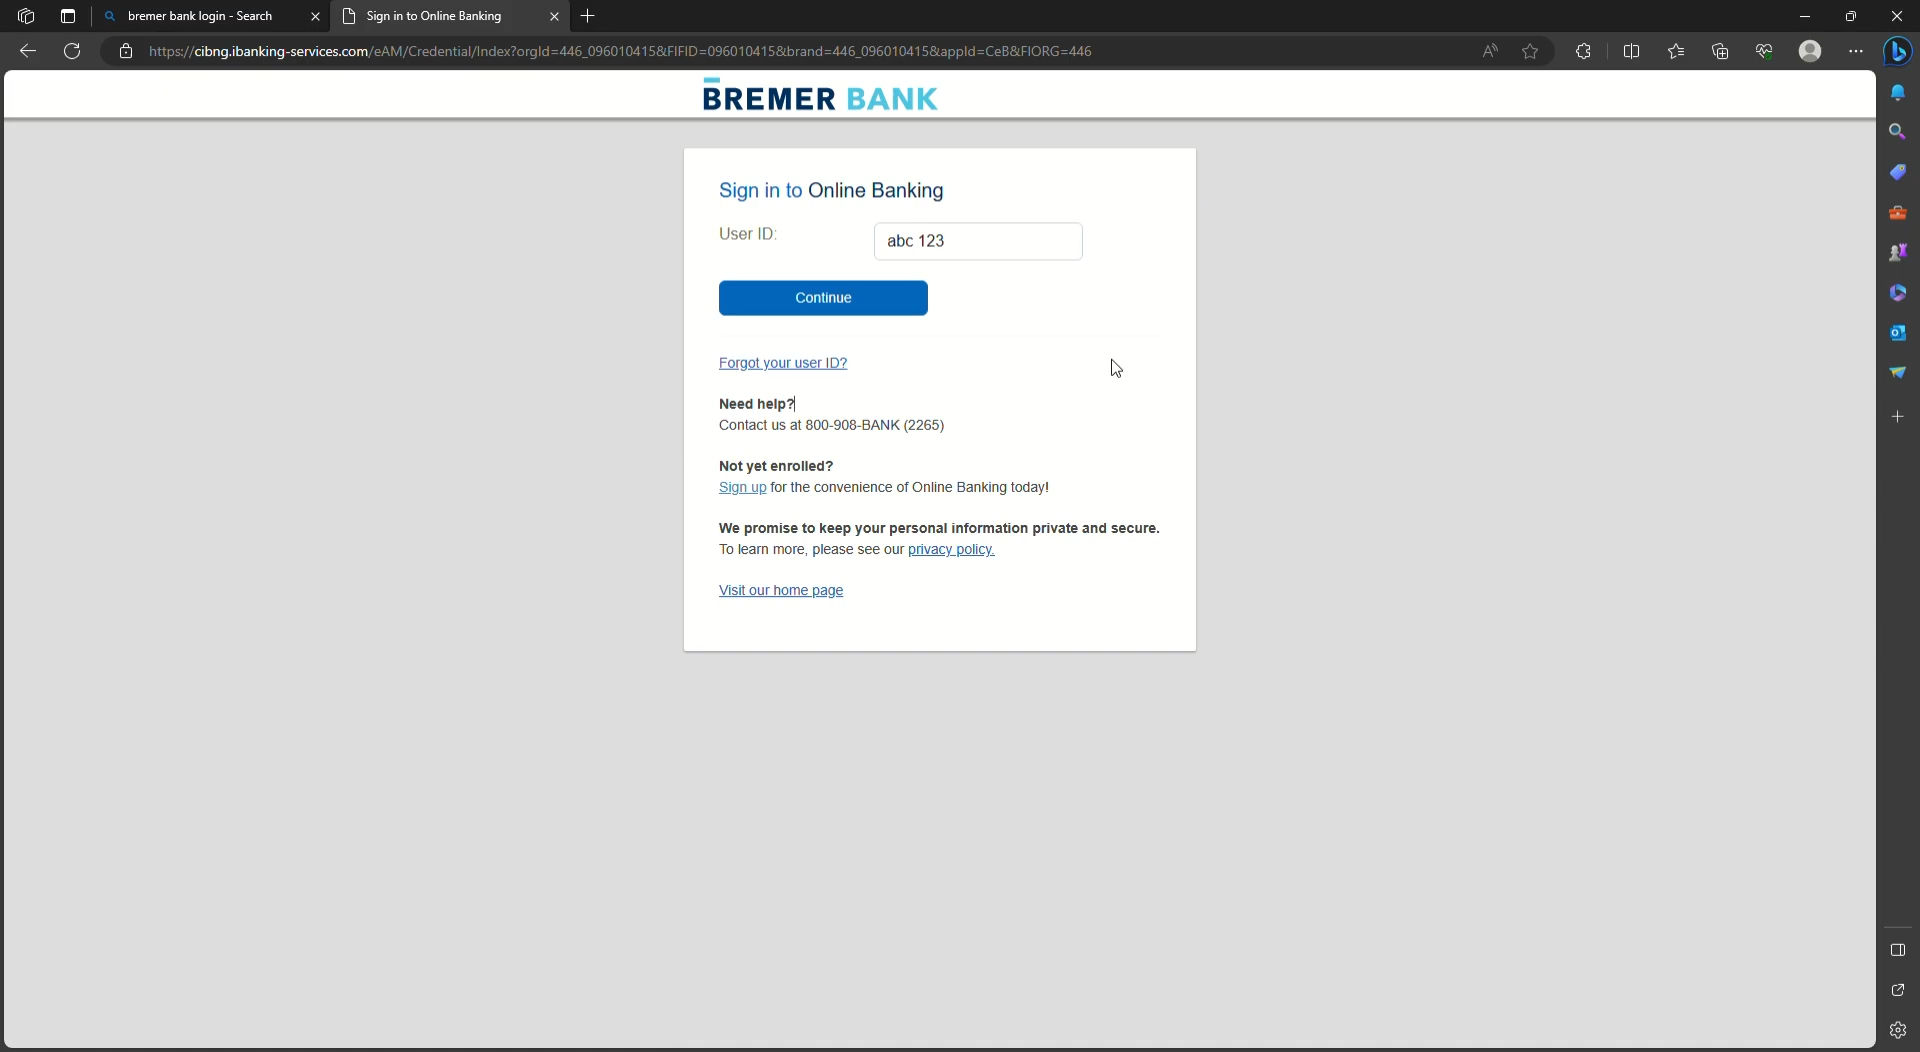 bremer bank login - Search
Sign in to Online Banking
https://cibng.ibanking-services.com/eAM/Credential/Index?orgId=446_096010415&FIFID=096010415&brand=446_096010415&appId=CeB&FIORG=446
BREMER BANK
Sign in to Online Banking
User ID:
abc 123
Continue
Forgot your user ID?
Need help?
Contact us at 800-908-BANK (2265)
Not yet enrolled?
Sign up for the convenience of Online Banking today!
We promise to keep your personal information private and secure.
To learn more, please see our privacy policy.
Visit our home page